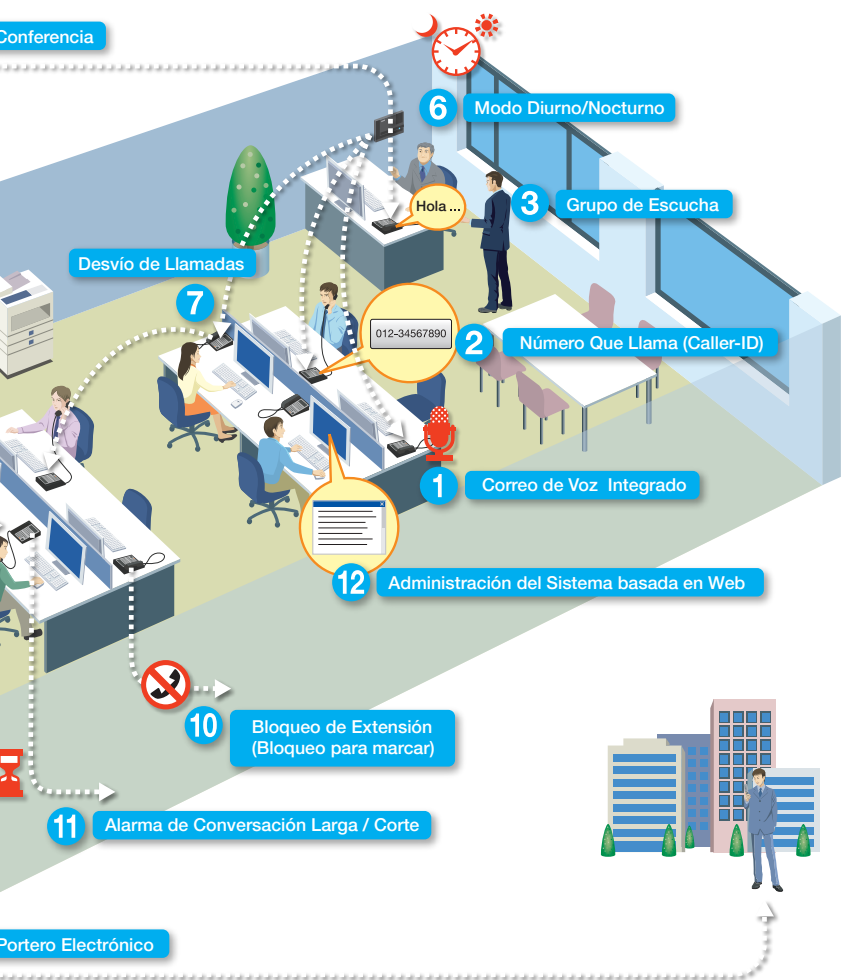 Conferencia
6 Modo Diurno/Nocturno
Hola ...
3 Grupo de Escucha
Desvío de Llamadas
7
012-34567890
2 Número Que Llama (Caller-ID)
1 Correo de Voz Integrado
12 Administración del Sistema basada en Web
10 Bloqueo de Extensión
(Bloqueo para marcar)
11 Alarma de Conversación Larga / Corte
Portero Electrónico